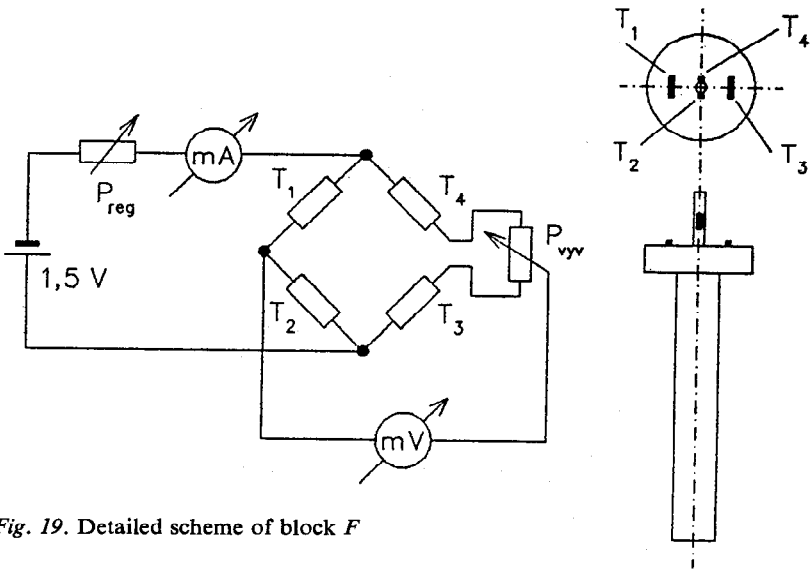 T1
T4
T2
T3
mA
Preg
T1
T4
Pvyv
1,5 V
T2
T3
mV
Fig. 19. Detailed scheme of block F